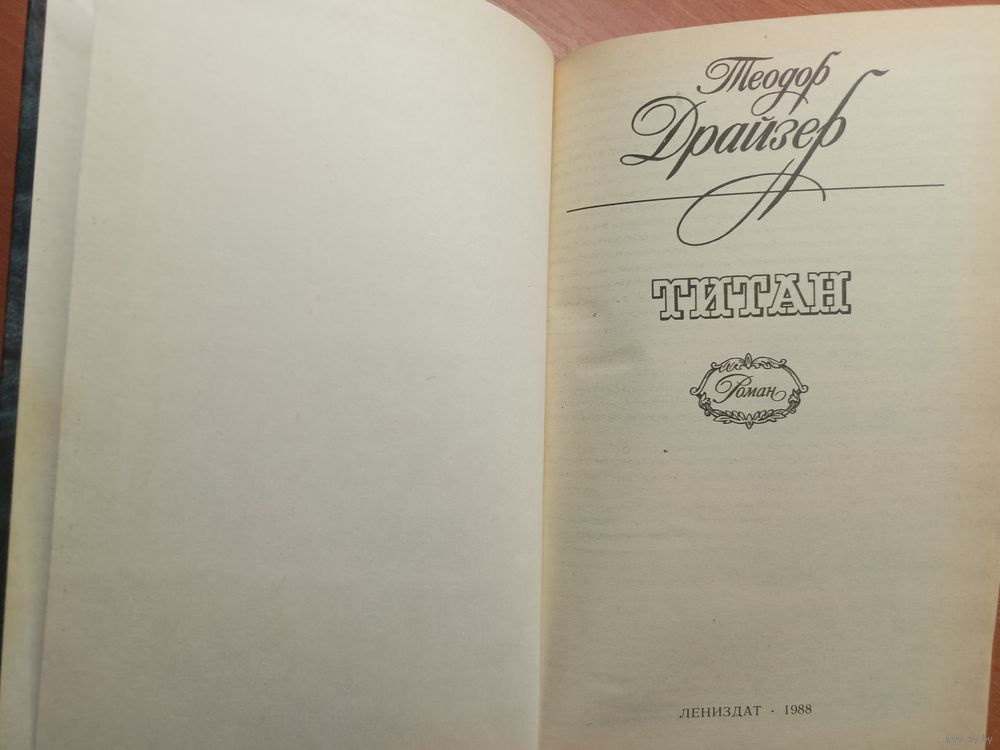 Теодор
Драйзер
ТИТАН
Роман
ЛЕНИЗДАТ · 1988